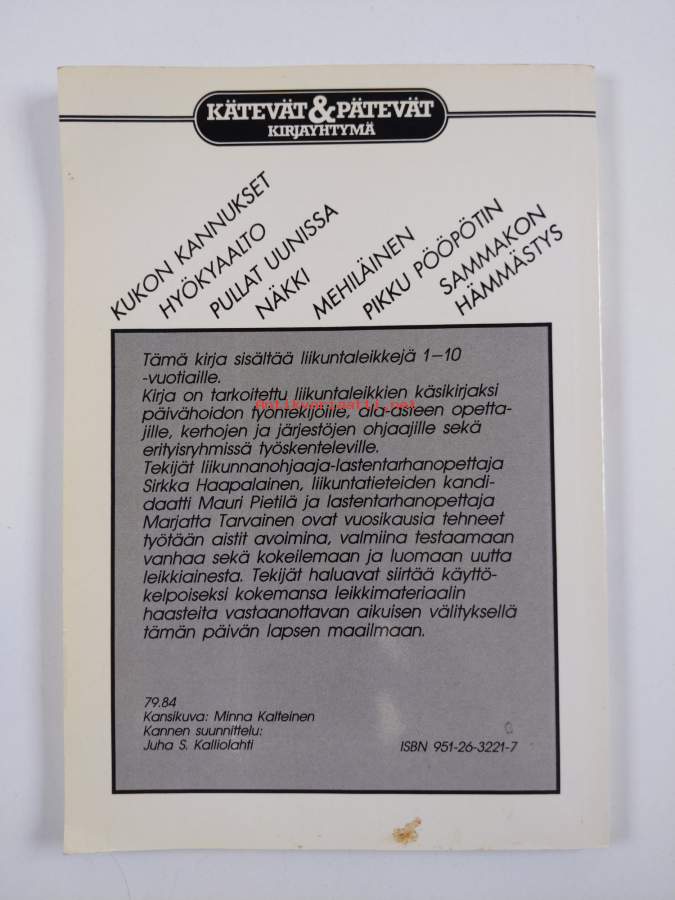 KÄTEVÄT & PÄTEVÄT
KIRJAYHTYMÄ
KUKON KANNUKSET
HYÖKYAALTO
PULLAT UUNISSA
NÄKKI
MEHILÄINEN
PIKKU PÖÖPÖTIN
SAMMAKON
HÄMMÄSTYS
Tämä kirja sisältää liikuntaleikkejä 1–10
-vuotiaille.
Kirja on tarkoitettu liikuntaleikkien käsikirjaksi
päivähoidon työntekijöille, ala-asteen opetta-
jille, kerhojen ja järjestöjen ohjaajille sekä
erityisryhmissä työskenteleville.
Tekijät liikunnanohjaaja-lastentarhanopettaja
Sirkka Haapalainen, liikuntatieteiden kandi-
daatti Mauri Pietilä ja lastentarhanopettaja
Marjatta Tarvainen ovat vuosikausia tehneet
työtään aistit avoimina, valmiina testaamaan
vanhaa sekä kokeilemaan ja luomaan uutta
leikkiainesta. Tekijät haluavat siirtää käyttö-
kelpoiseksi kokemansa leikkimateriaalin
haasteita vastaanottavan aikuisen välityksellä
tämän päivän lapsen maailmaan.
79.84
Kansikuva: Minna Kalteinen
Kannen suunnittelu:
Juha S. Kalliolahti
ISBN 951-26-3221-7
Antikvariaatti.net